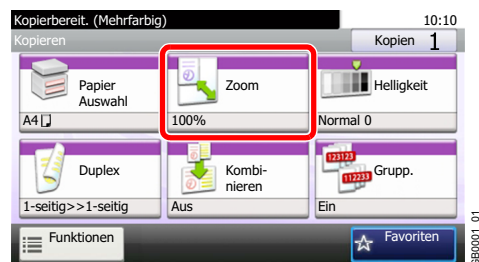 Kopierbereit. (Mehrfarbig) 10:10
Kopieren Kopien 1
Papier Auswahl
A4
Zoom
100%
Helligkeit
Normal 0
Duplex
1-seitig>>1-seitig
123123
112233
Kombi-
nieren
Aus
Grupp.
Ein
Funktionen
Favoriten
GB0001_01